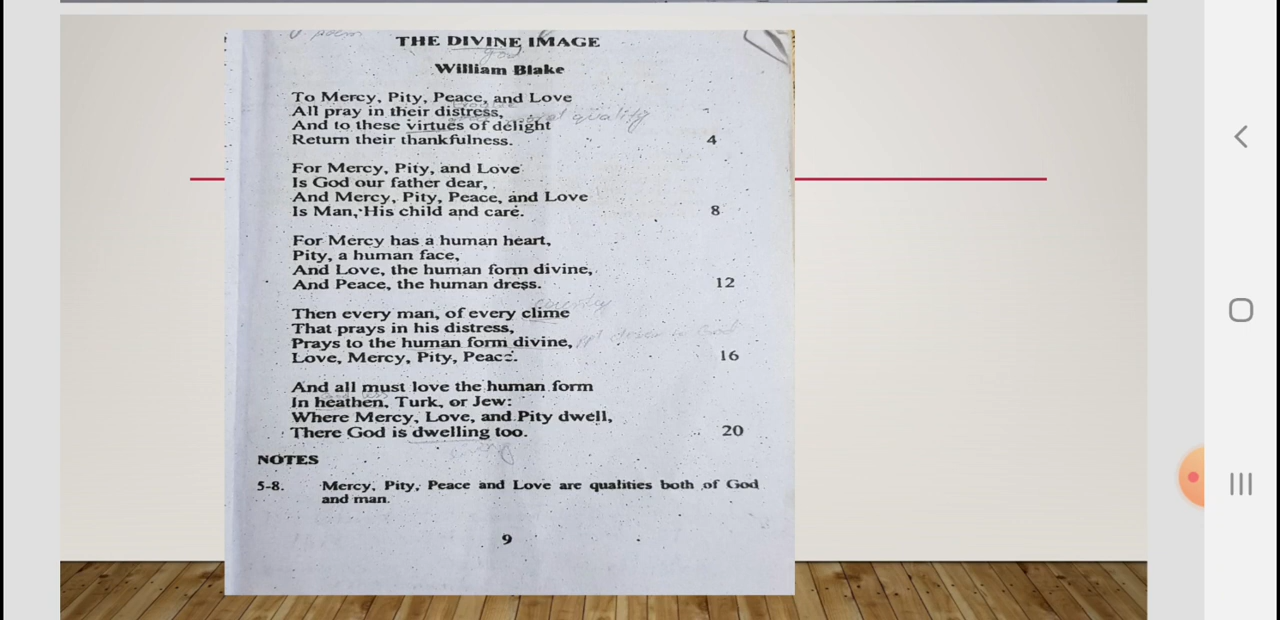 poem
THE DIVINE IMAGE
god
William Blake
To Mercy, Pity, Peace, and Love
All pray in their distress,
quality
And to these virtues of delight
Return their thankfulness. 4
For Mercy, Pity, and Love
Is God our father dear,
And Mercy, Pity, Peace, and Love
Is Man, His child and care. 8
For Mercy has a human heart,
Pity, a human face,
And Love, the human form divine,
And Peace, the human dress. 12
Then every man, of every clime
That prays in his distress,
Prays to the human form divine,
Love, Mercy, Pity, Peace. 16
And all must love the human form
In heathen, Turk, or Jew:
Where Mercy, Love, and Pity dwell,
There God is dwelling too. 20
NOTES
5-8. Mercy, Pity, Peace and Love are qualities both of God
and man.
9